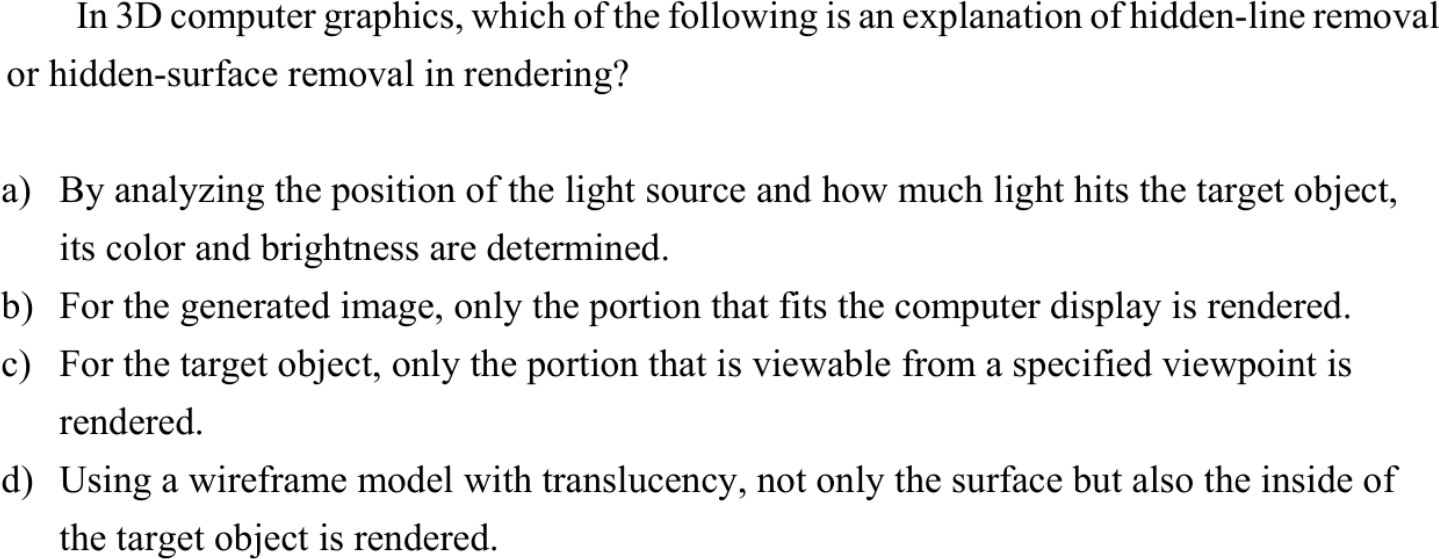 In 3D computer graphics, which of the following is an explanation of hidden-line removal
or hidden-surface removal in rendering?
a) By analyzing the position of the light source and how much light hits the target object,
its color and brightness are determined.
b) For the generated image, only the portion that fits the computer display is rendered.
c) For the target object, only the portion that is viewable from a specified viewpoint is
rendered.
d) Using a wireframe model with translucency, not only the surface but also the inside of
the target object is rendered.